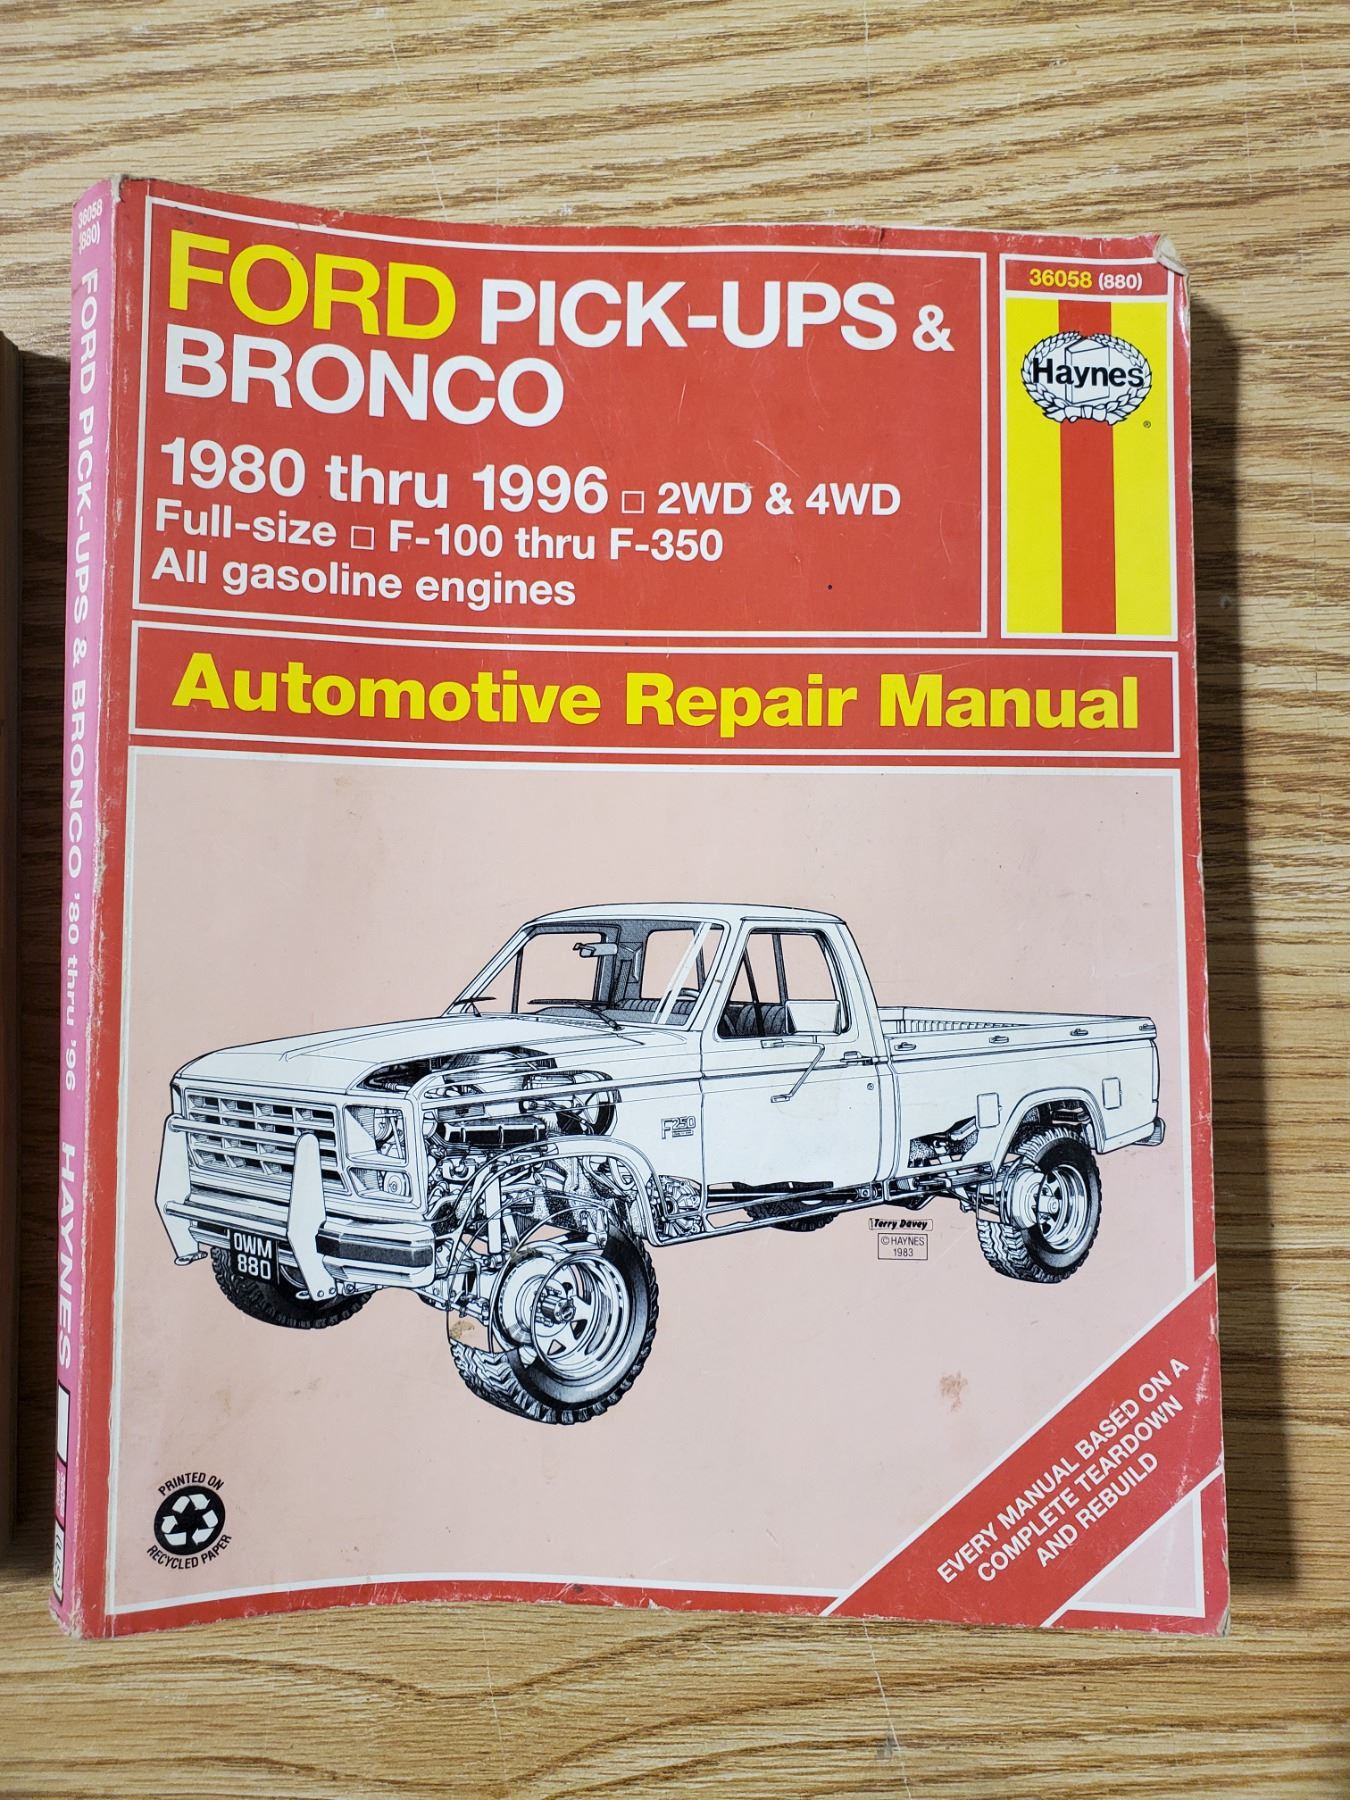 36058
(880)
FORD PICK-UPS & BRONCO '80 thru '96 HAYNES
(US)
FORD PICK-UPS &
BRONCO
1980 thru 1996 □ 2WD & 4WD
Full-size □ F-100 thru F-350
All gasoline engines
36058 (880)
Haynes
®
Automotive Repair Manual
F250
OWM
880
Terry Davey
© HAYNES
1983
PRINTED ON
RECYCLED PAPER
EVERY MANUAL BASED ON A
COMPLETE TEARDOWN
AND REBUILD